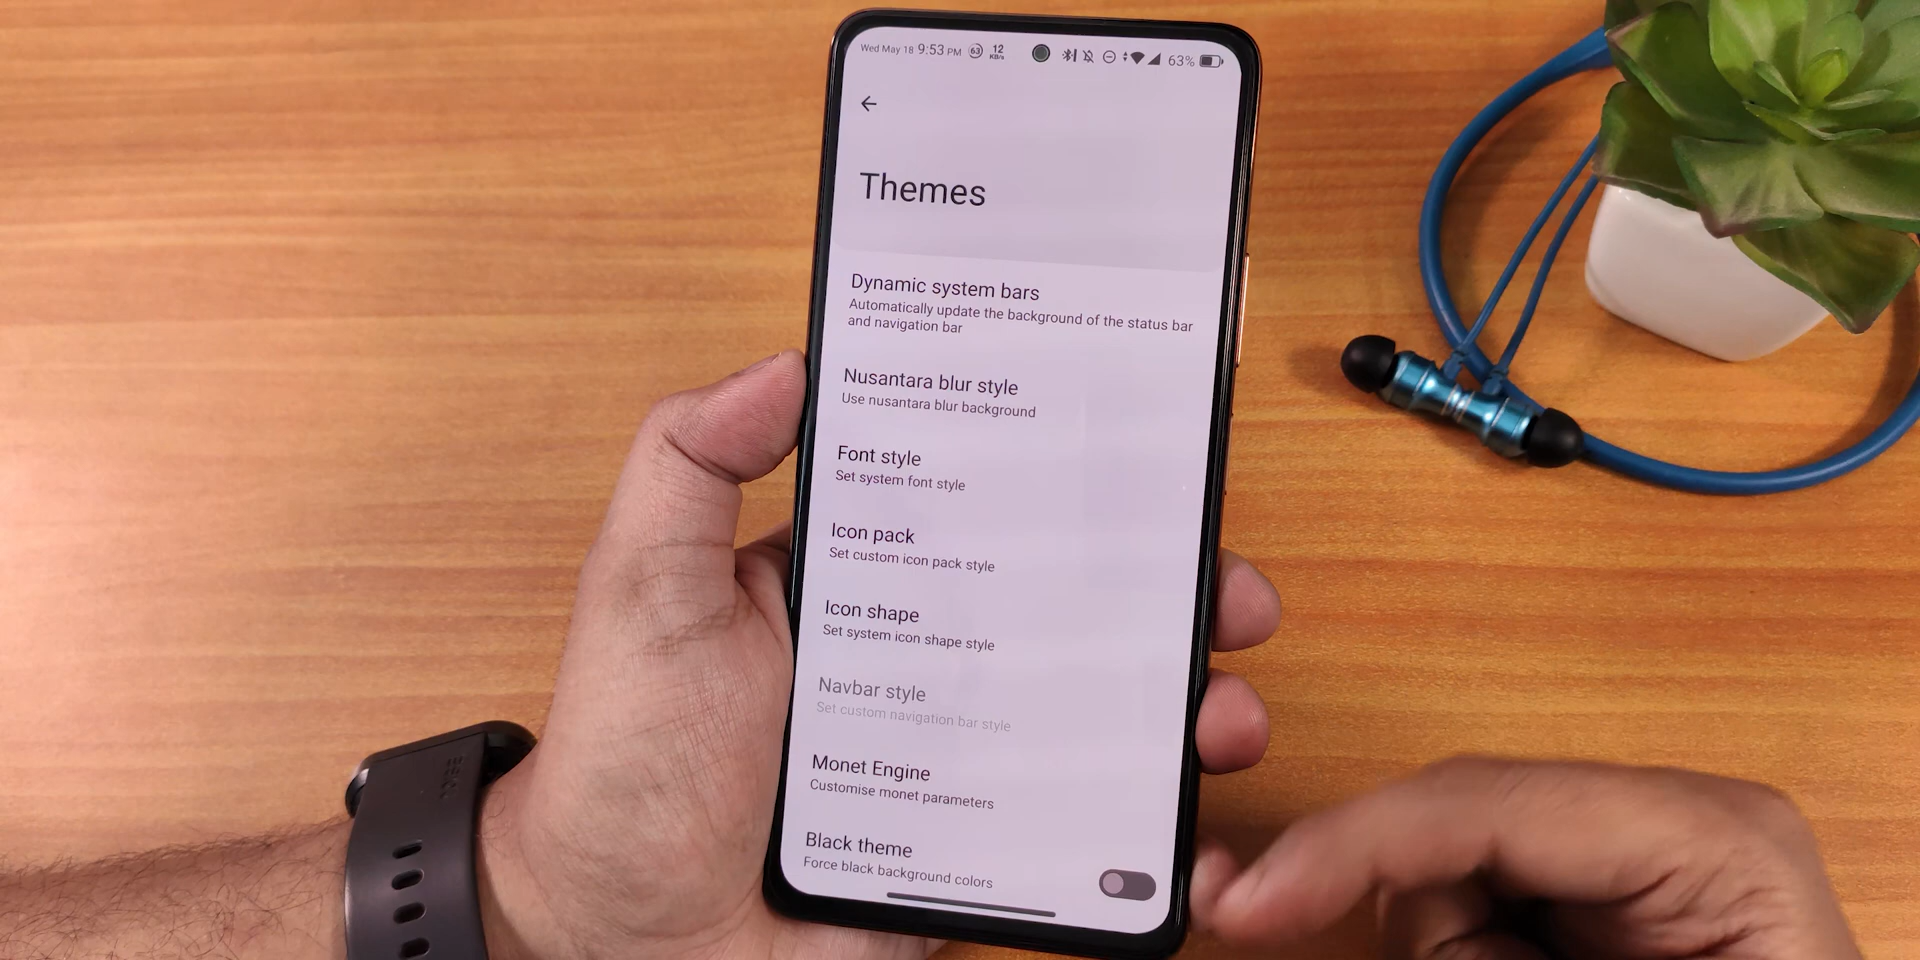 Wed May 18 9:53 PM 63 12 KB/s 63%
Themes
Dynamic system bars
Automatically update the background of the status bar
and navigation bar
Nusantara blur style
Use nusantara blur background
Font style
Set system font style
Icon pack
Set custom icon pack style
Icon shape
Set system icon shape style
Navbar style
Set custom navigation bar style
Monet Engine
Customise monet parameters
Black theme
Force black background colors